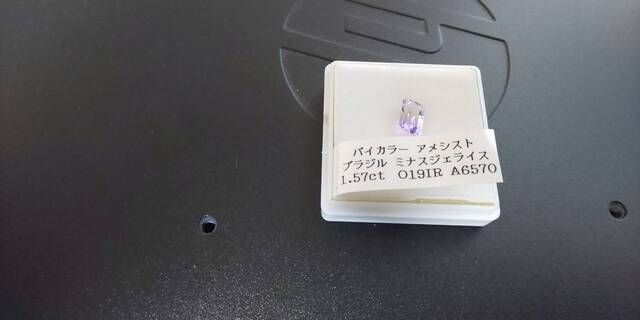 バイカラー アメシスト
ブラジル ミナスジェライス
1.57ct O19IR A6570